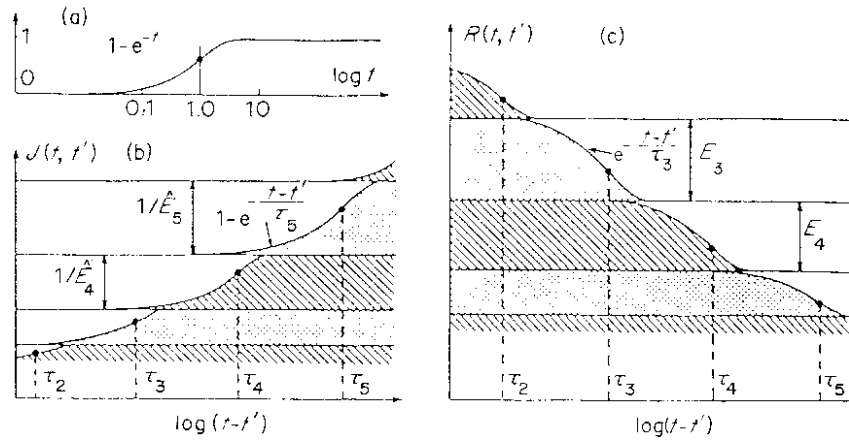 (a)
1
1-e^{-t}
0
log t
0.1 1.0 10
J(t, t′) (b)
1/Ê₅
1-e^{-(t-t′)/τ₅}
1/Ê₄
τ₂ τ₃ τ₄ τ₅
log (t-t′)
R(t, t′) (c)
e^{-(t-t′)/τ₃}
E₃
E₄
τ₂ τ₃ τ₄ τ₅
log(t-t′)